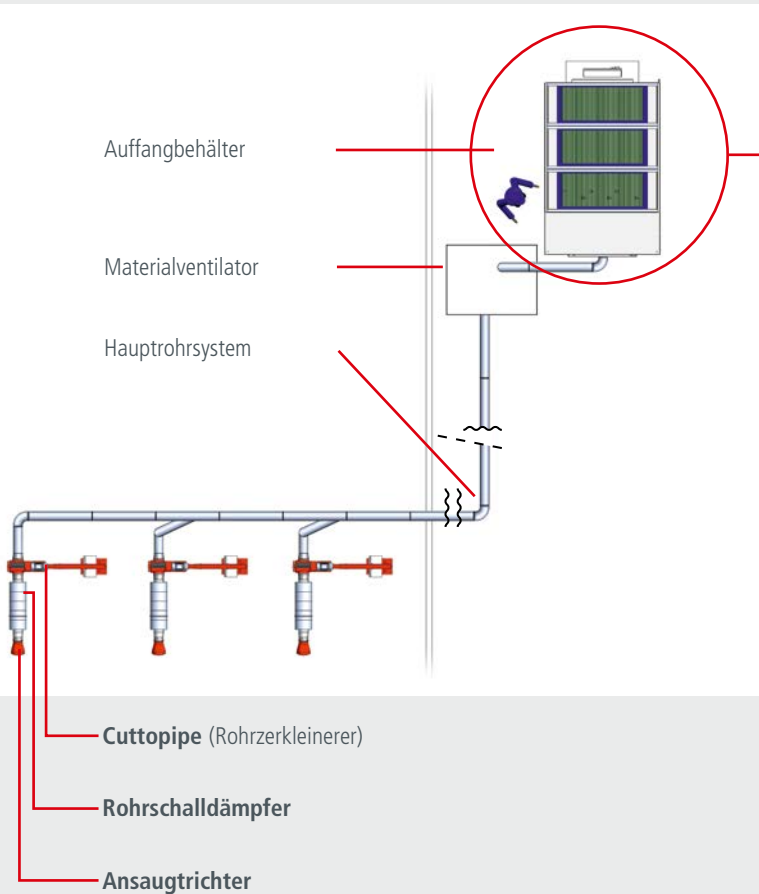 Auffangbehälter
Materialventilator
Hauptrohrsystem
Cuttopipe (Rohrzerkleinerer)
Rohrschalldämpfer
Ansaugtrichter